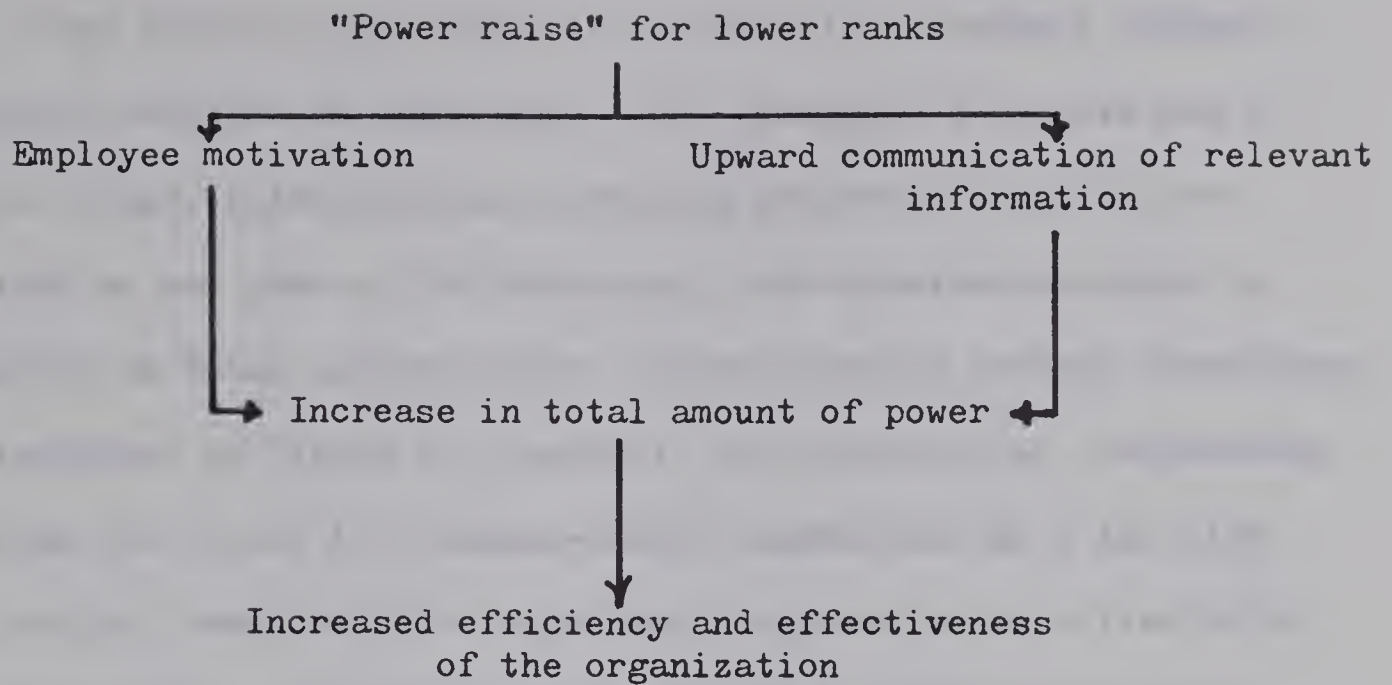 "Power raise" for lower ranks
Employee motivation
Upward communication of relevant
information
Increase in total amount of power
Increased efficiency and effectiveness
of the organization